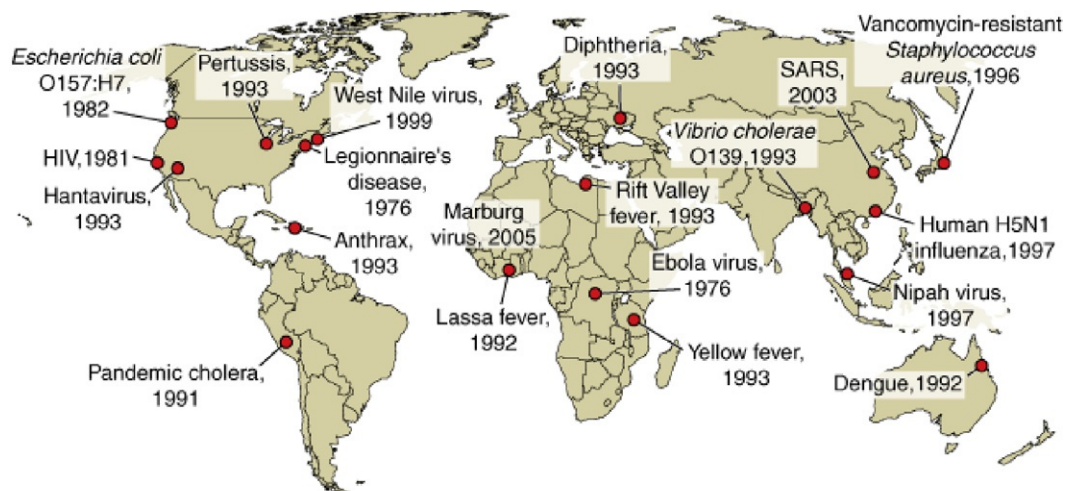 Escherichia coli
O157:H7,
1982
Pertussis,
1993
West Nile virus,
1999
HIV,1981
Hantavirus,
1993
Legionnaire's
disease,
1976
Anthrax,
1993
Pandemic cholera,
1991
Diphtheria,
1993
Marburg
virus, 2005
Lassa fever,
1992
Rift Valley
fever, 1993
Ebola virus,
1976
Yellow fever,
1993
Vancomycin-resistant
Staphylococcus
aureus,1996
SARS,
2003
Vibrio cholerae
O139,1993
Human H5N1
influenza,1997
Nipah virus,
1997
Dengue,1992